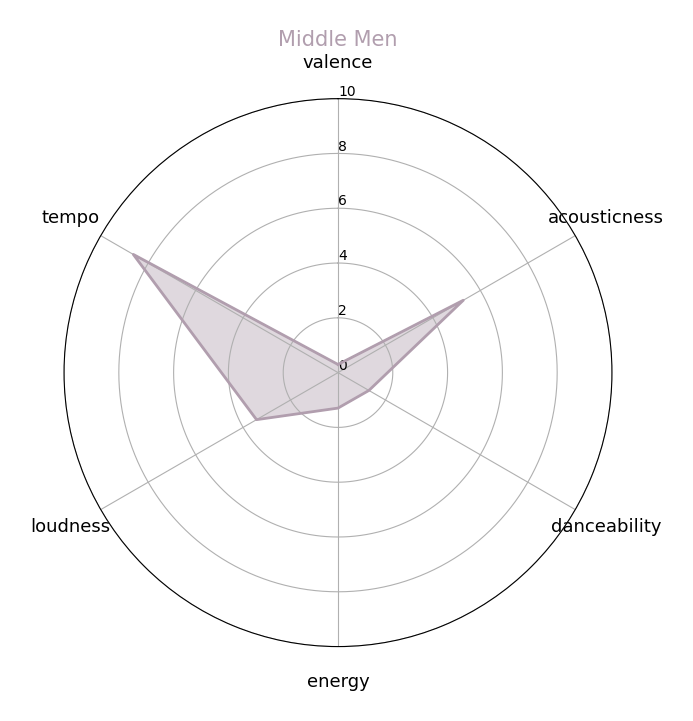 Middle Men
valence
10
8
6
4
2
0
tempo
acousticness
loudness
danceability
energy